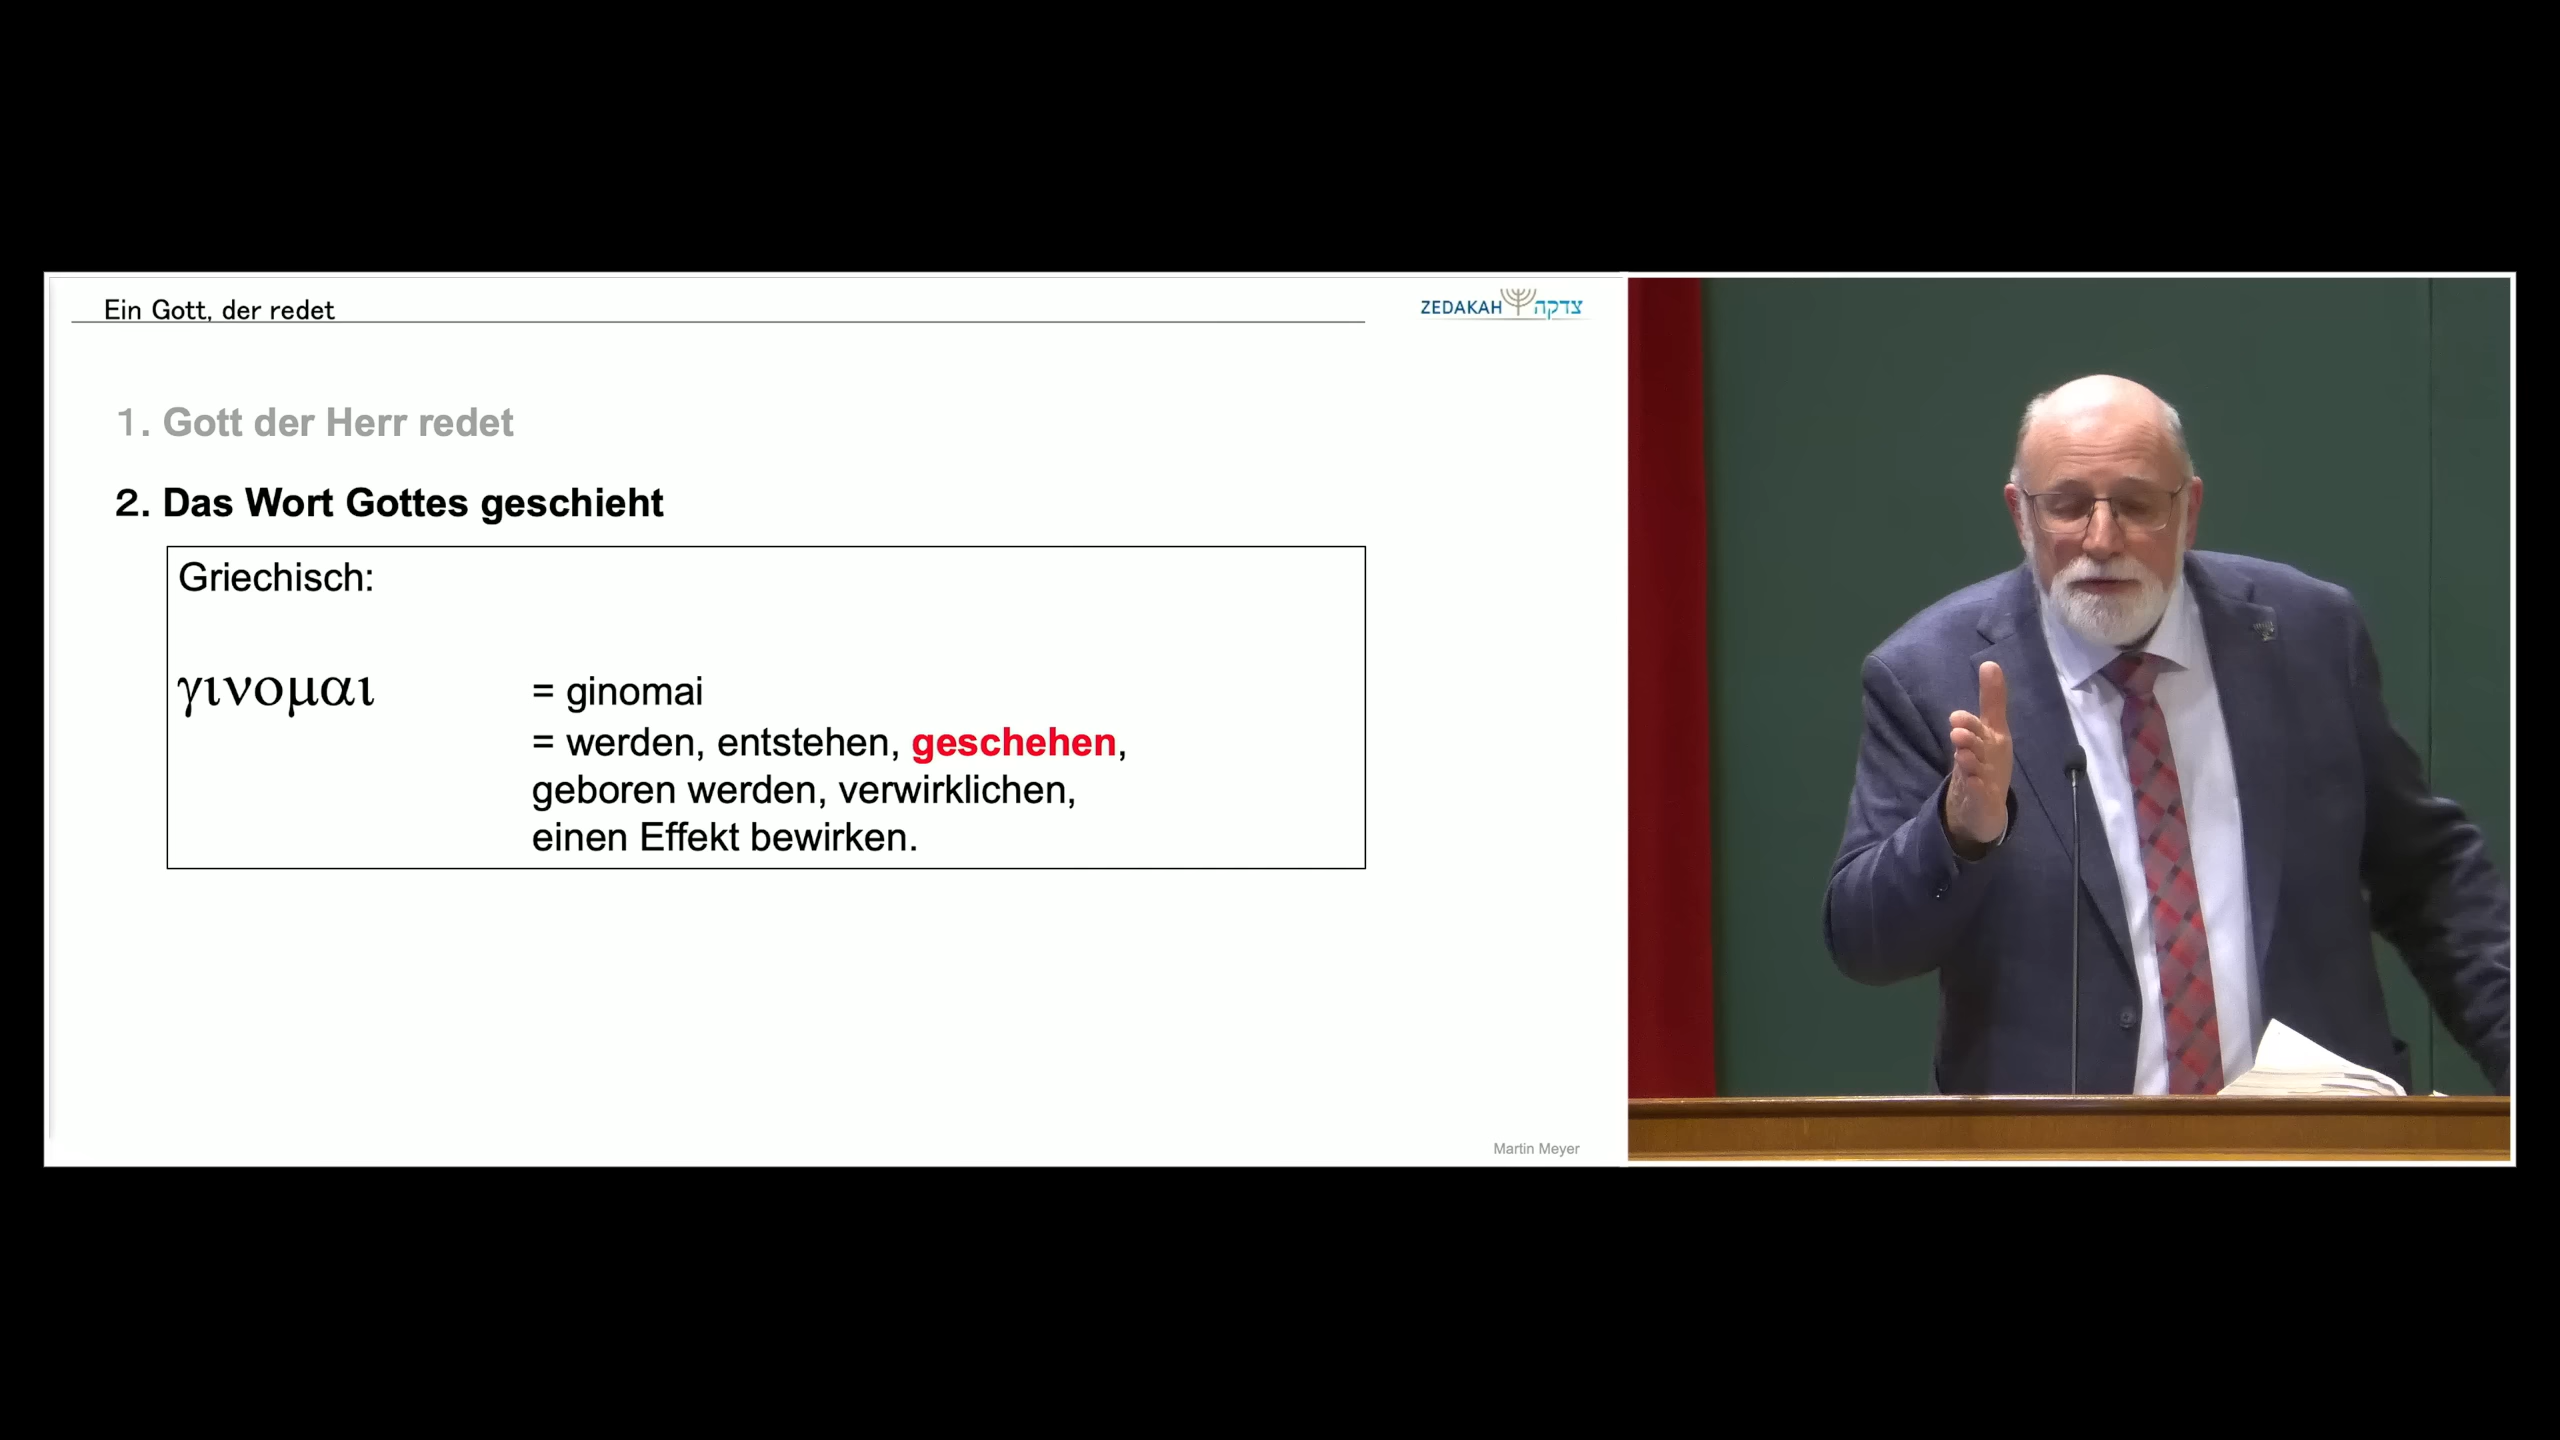 Ein Gott, der redet
ZEDAKAH צדקה
1. Gott der Herr redet
2. Das Wort Gottes geschieht
Griechisch:
γινομαι = ginomai
= werden, entstehen, geschehen,
geboren werden, verwirklichen,
einen Effekt bewirken.
Martin Meyer